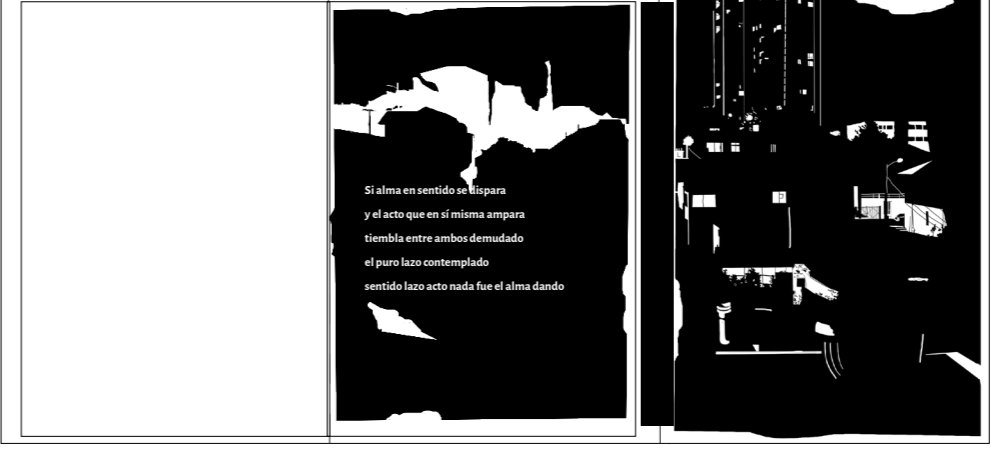 Si alma en sentido se dispara
y el acto que en sí misma ampara
tiembla entre ambos demudado
el puro lazo contemplado
sentido lazo acto nada fue el alma dando